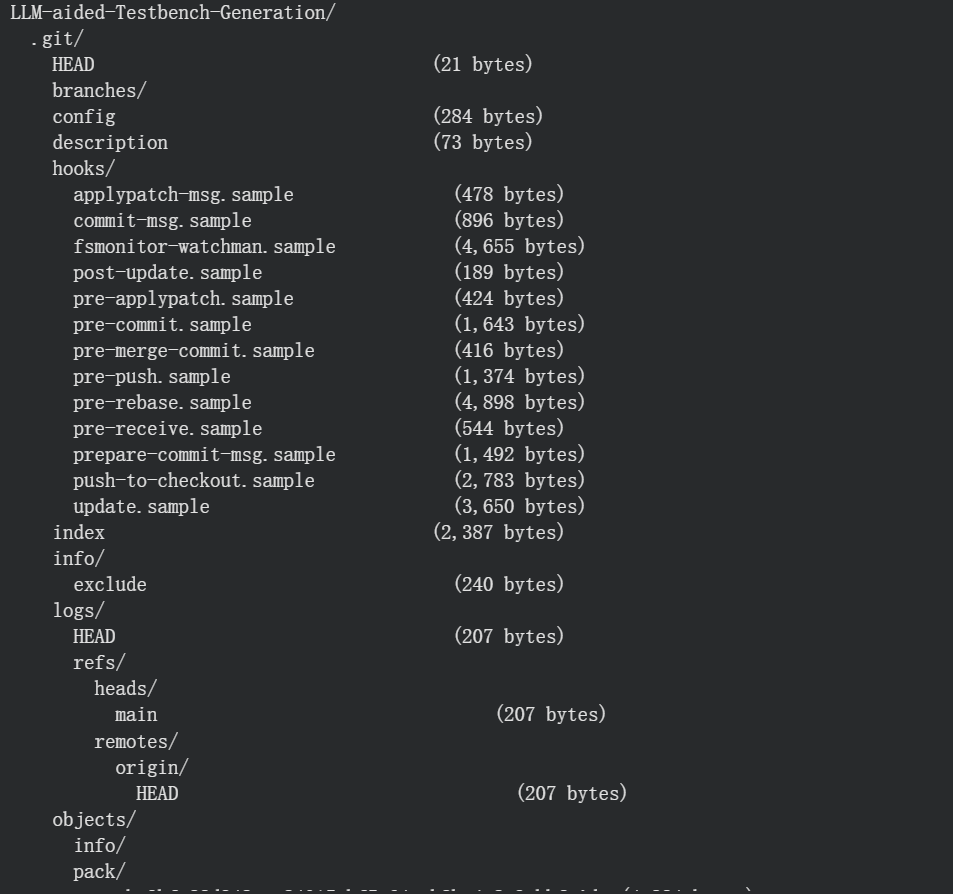 LLM-aided-Testbench-Generation/
.git/
HEAD (21 bytes)
branches/
config (284 bytes)
description (73 bytes)
hooks/
applypatch-msg.sample (478 bytes)
commit-msg.sample (896 bytes)
fsmonitor-watchman.sample (4,655 bytes)
post-update.sample (189 bytes)
pre-applypatch.sample (424 bytes)
pre-commit.sample (1,643 bytes)
pre-merge-commit.sample (416 bytes)
pre-push.sample (1,374 bytes)
pre-rebase.sample (4,898 bytes)
pre-receive.sample (544 bytes)
prepare-commit-msg.sample (1,492 bytes)
push-to-checkout.sample (2,783 bytes)
update.sample (3,650 bytes)
index (2,387 bytes)
info/
exclude (240 bytes)
logs/
HEAD (207 bytes)
refs/
heads/
main (207 bytes)
remotes/
origin/
HEAD (207 bytes)
objects/
info/
pack/